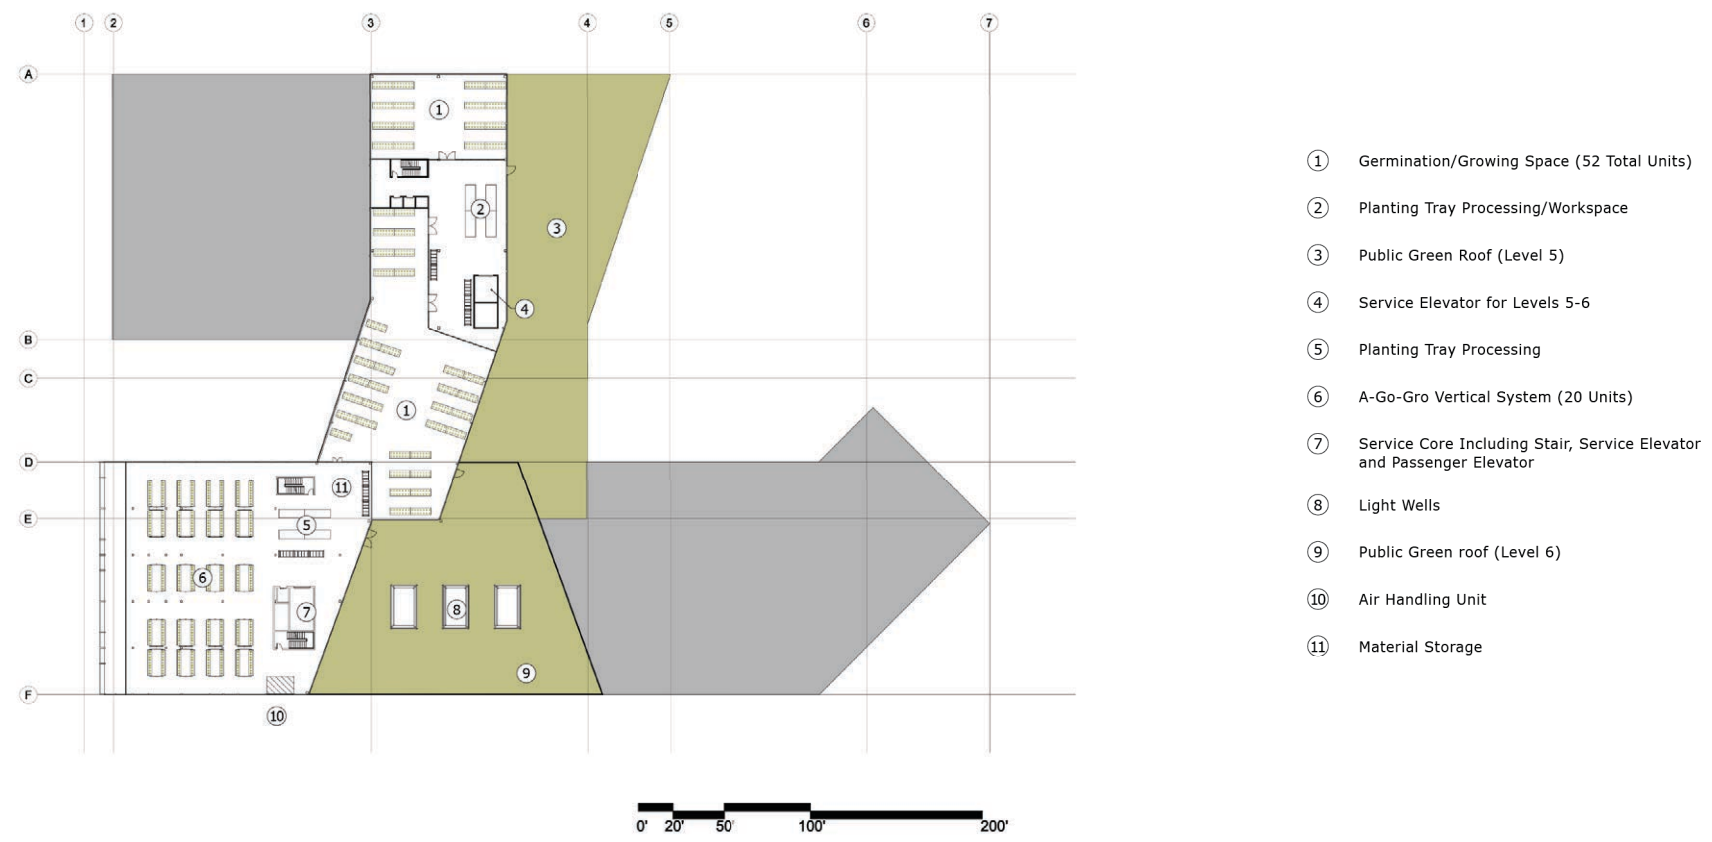 1 2 3 4 5 6 7
A
1
2
3
4
B
C
1
D
11
5
E
6
7
8
9
F
10
0' 20' 50' 100' 200'
1 Germination/Growing Space (52 Total Units)
2 Planting Tray Processing/Workspace
3 Public Green Roof (Level 5)
4 Service Elevator for Levels 5-6
5 Planting Tray Processing
6 A-Go-Gro Vertical System (20 Units)
7 Service Core Including Stair, Service Elevator
and Passenger Elevator
8 Light Wells
9 Public Green roof (Level 6)
10 Air Handling Unit
11 Material Storage